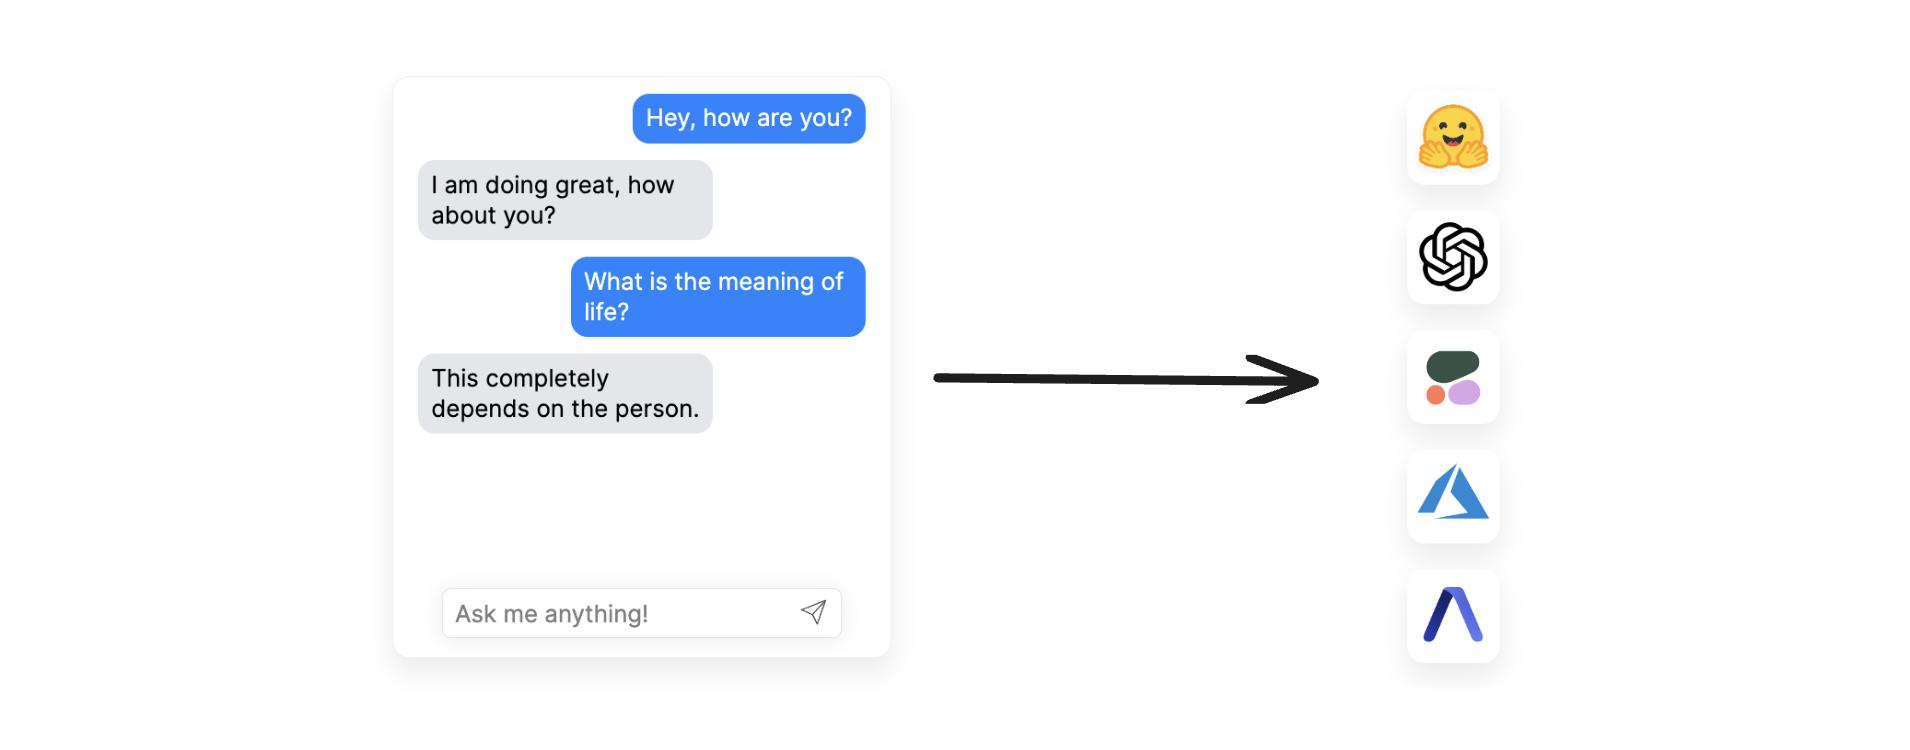 Hey, how are you?
I am doing great, how
about you?
What is the meaning of
life?
This completely
depends on the person.
Ask me anything!